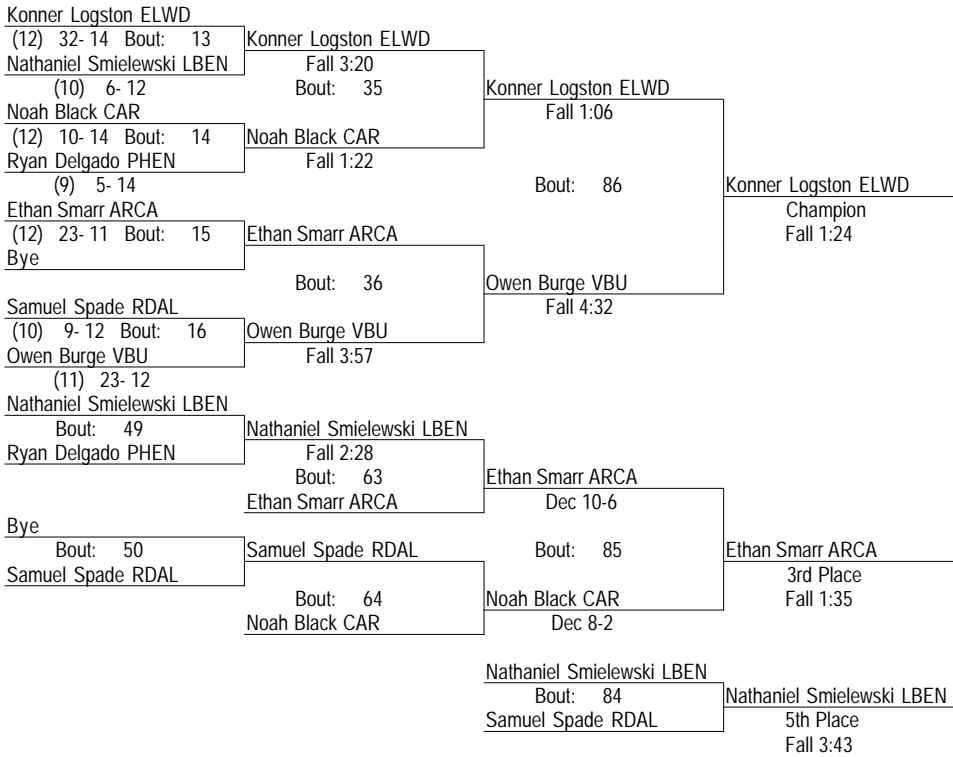 Konner Logston ELWD
(12) 32- 14 Bout: 13 Konner Logston ELWD
Nathaniel Smielewski LBEN Fall 3:20
(10) 6- 12 Bout: 35 Konner Logston ELWD
Noah Black CAR Fall 1:06
(12) 10- 14 Bout: 14 Noah Black CAR
Ryan Delgado PHEN Fall 1:22
(9) 5- 14 Bout: 86 Konner Logston ELWD
Ethan Smarr ARCA Champion
(12) 23- 11 Bout: 15 Ethan Smarr ARCA Fall 1:24
Bye
Bout: 36 Owen Burge VBU
Samuel Spade RDAL Fall 4:32
(10) 9- 12 Bout: 16 Owen Burge VBU
Owen Burge VBU Fall 3:57
(11) 23- 12
Nathaniel Smielewski LBEN
Bout: 49 Nathaniel Smielewski LBEN
Ryan Delgado PHEN Fall 2:28
Bout: 63 Ethan Smarr ARCA
Ethan Smarr ARCA Dec 10-6
Bye
Bout: 50 Samuel Spade RDAL Bout: 85 Ethan Smarr ARCA
Samuel Spade RDAL 3rd Place
Bout: 64 Noah Black CAR Fall 1:35
Noah Black CAR Dec 8-2
Nathaniel Smielewski LBEN
Bout: 84 Nathaniel Smielewski LBEN
Samuel Spade RDAL 5th Place
Fall 3:43